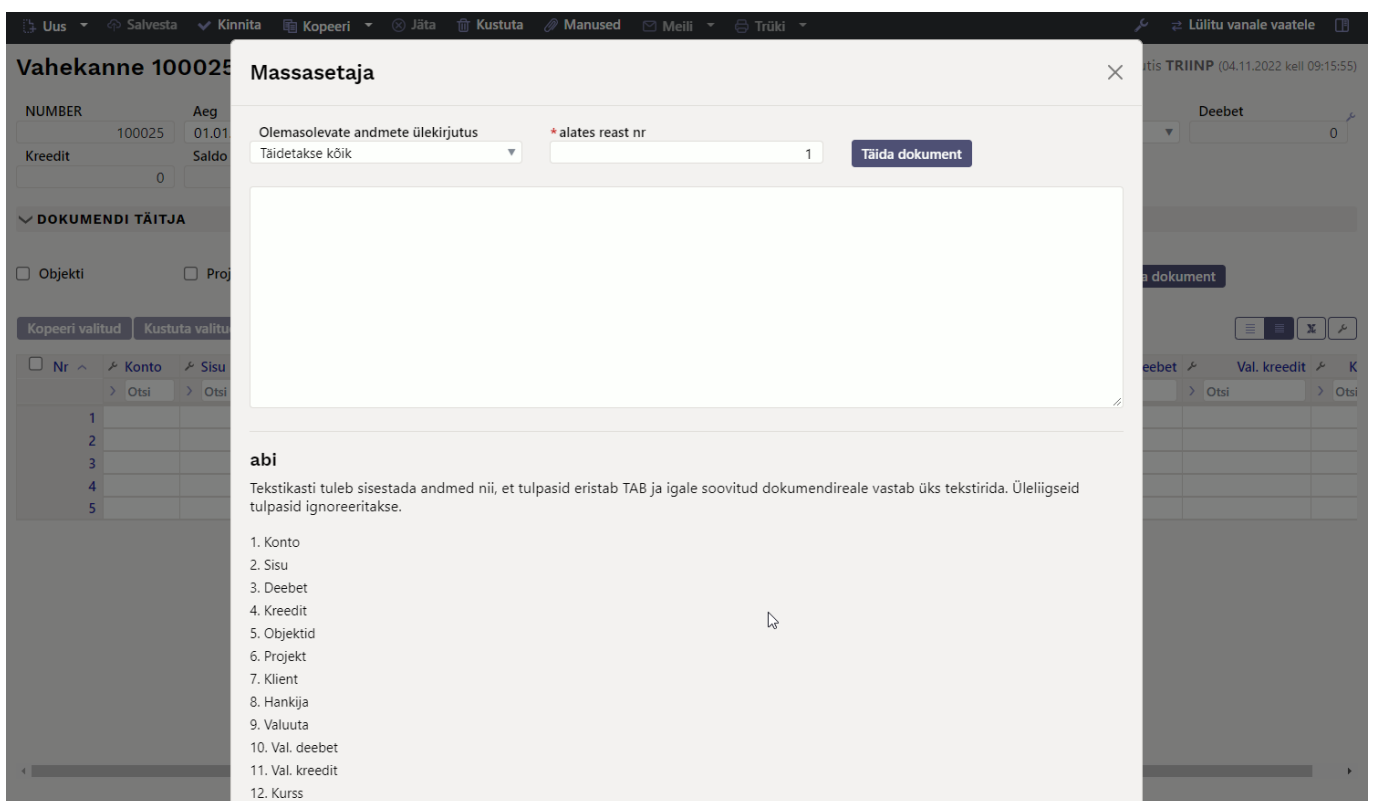 Uus Salvesta Kinnita Kopeeri Jäta Kustuta Manused Meili Trüki Lülitu vanale vaatele
Vahekanne 100025
TRIINP (04.11.2022 kell 09:15:55)
Massasetaja
NUMBER Aeg Deebet
100025 01.01 0
Kreedit Saldo
0
Olemasolevate andmete ülekirjutus * alates reast nr
Täidetakse kõik 1 Täida dokument
DOKUMENDI TÄITJA
Objekti Proj dokument
Kopeeri valitud Kustuta valitud
Nr Konto Sisu eebet Val. kreedit K
Otsi Otsi Otsi Otsi
1
2
3
4
5
abi
Tekstikasti tuleb sisestada andmed nii, et tulpasid eristab TAB ja igale soovitud dokumendireale vastab üks tekstirida. Üleliigseid
tulpasid ignoreeritakse.
1. Konto
2. Sisu
3. Deebet
4. Kreedit
5. Objektid
6. Projekt
7. Klient
8. Hankija
9. Valuuta
10. Val. deebet
11. Val. kreedit
12. Kurss